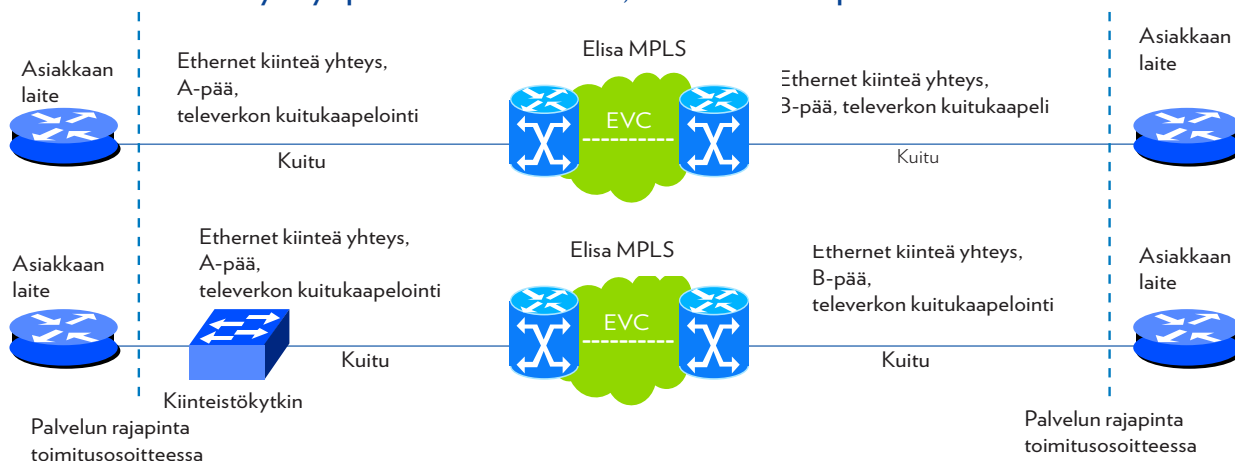 Elisa MPLS
Asiakkaan
laite
Ethernet kiinteä yhteys,
A-pää,
televerkon kuitukaapelointi
Kuitu
EVC
Ethernet kiinteä yhteys,
B-pää, televerkon kuitukaapeli
Kuitu
Asiakkaan
laite
Elisa MPLS
Asiakkaan
laite
Ethernet kiinteä yhteys,
A-pää,
televerkon kuitukaapelointi
Kuitu
Kiinteistökytkin
EVC
Ethernet kiinteä yhteys,
B-pää,
televerkon kuitukaapelointi
Kuitu
Asiakkaan
laite
Palvelun rajapinta
toimitusosoitteessa
Palvelun rajapinta
toimitusosoitteessa